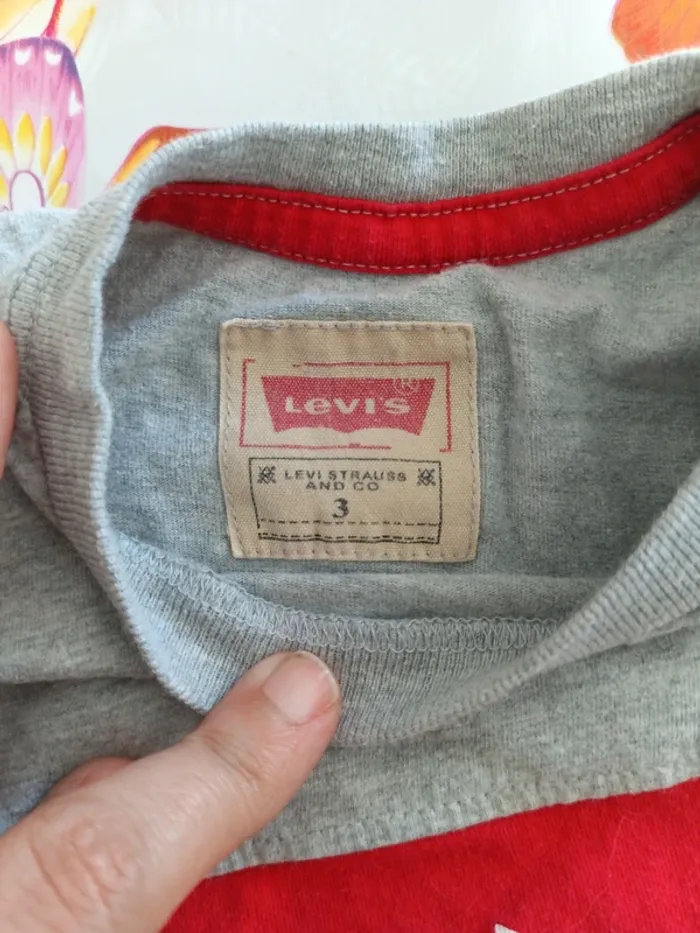 LEVI'S ®
LEVI STRAUSS
AND CO
3